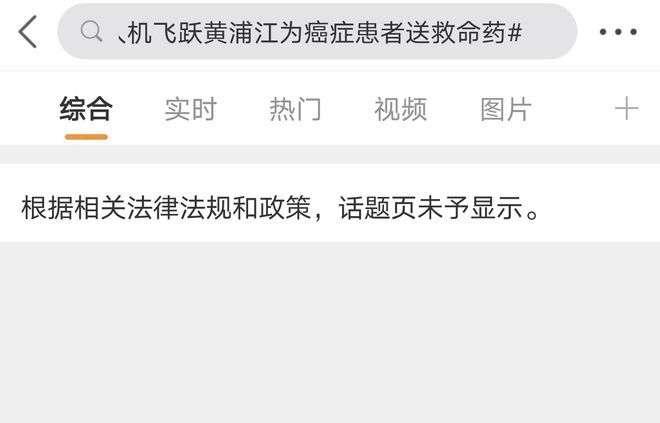 机飞跃黄浦江为癌症患者送救命药#
综合 实时 热门 视频 图片
根据相关法律法规和政策，话题页未予显示。